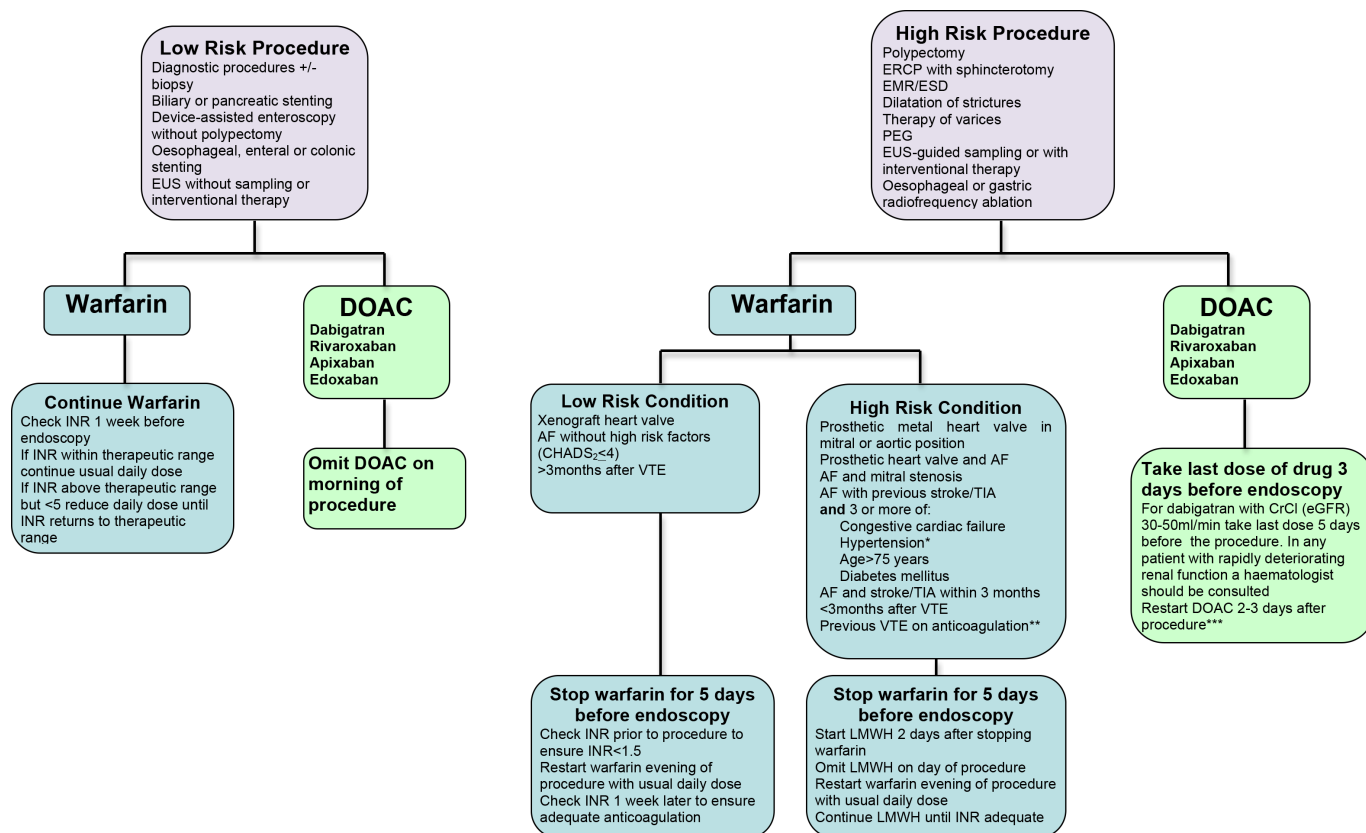 Low Risk Procedure
Diagnostic procedures +/-
biopsy
Biliary or pancreatic stenting
Device-assisted enteroscopy
without polypectomy
Oesophageal, enteral or colonic
stenting
EUS without sampling or
interventional therapy
High Risk Procedure
Polypectomy
ERCP with sphincterotomy
EMR/ESD
Dilatation of strictures
Therapy of varices
PEG
EUS-guided sampling or with
interventional therapy
Oesophageal or gastric
radiofrequency ablation
Warfarin
DOAC
Dabigatran
Rivaroxaban
Apixaban
Edoxaban
Warfarin
DOAC
Dabigatran
Rivaroxaban
Apixaban
Edoxaban
Continue Warfarin
Check INR 1 week before
endoscopy
If INR within therapeutic range
continue usual daily dose
If INR above therapeutic range
but <5 reduce daily dose until
INR returns to therapeutic
range
Omit DOAC on
morning of
procedure
Low Risk Condition
Xenograft heart valve
AF without high risk factors
(CHADS₂≤4)
>3months after VTE
High Risk Condition
Prosthetic metal heart valve in
mitral or aortic position
Prosthetic heart valve and AF
AF and mitral stenosis
AF with previous stroke/TIA
and 3 or more of:
Congestive cardiac failure
Hypertension*
Age>75 years
Diabetes mellitus
AF and stroke/TIA within 3 months
<3months after VTE
Previous VTE on anticoagulation**
Take last dose of drug 3
days before endoscopy
For dabigatran with CrCl (eGFR)
30-50ml/min take last dose 5 days
before the procedure. In any
patient with rapidly deteriorating
renal function a haematologist
should be consulted
Restart DOAC 2-3 days after
procedure***
Stop warfarin for 5 days
before endoscopy
Check INR prior to procedure to
ensure INR<1.5
Restart warfarin evening of
procedure with usual daily dose
Check INR 1 week later to ensure
adequate anticoagulation
Stop warfarin for 5 days
before endoscopy
Start LMWH 2 days after stopping
warfarin
Omit LMWH on day of procedure
Restart warfarin evening of procedure
with usual daily dose
Continue LMWH until INR adequate